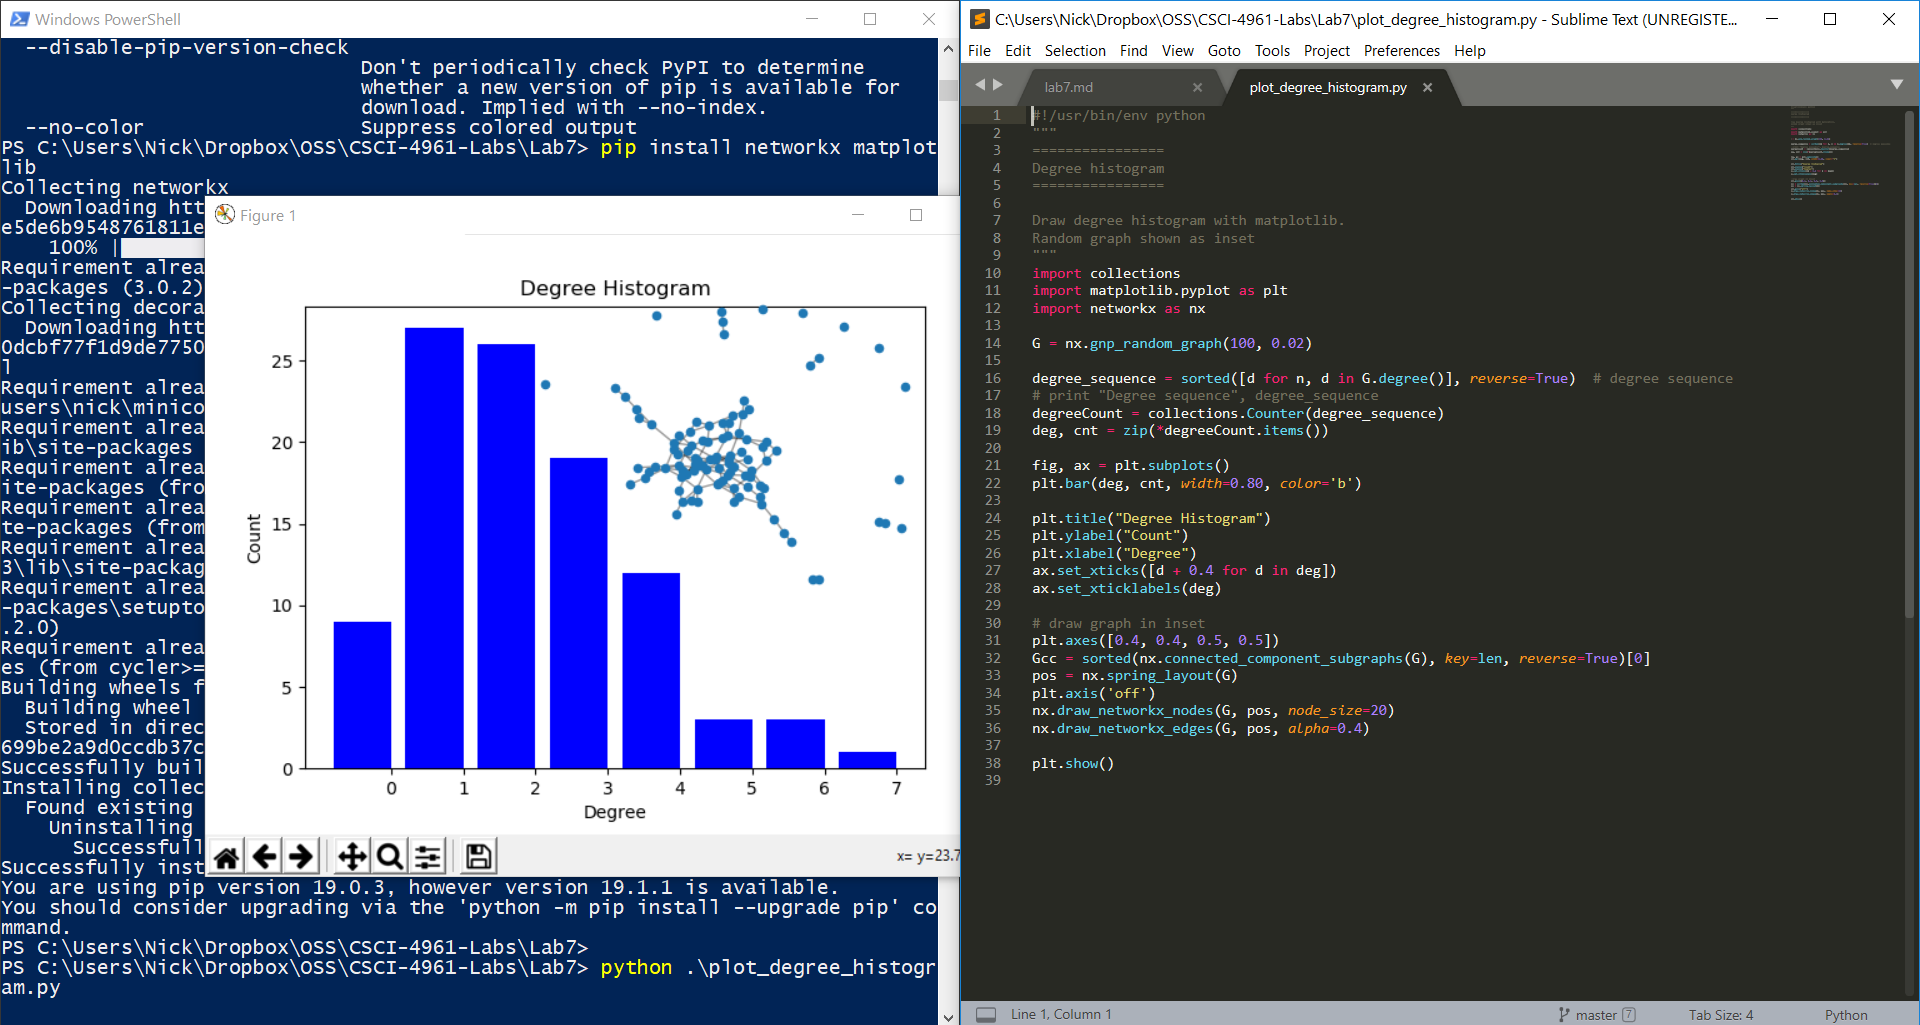 Windows PowerShell
--disable-pip-version-check
Don't periodically check PyPI to determine
whether a new version of pip is available for
download. Implied with --no-index.
--no-color Suppress colored output
PS C:\Users\Nick\Dropbox\OSS\CSCI-4961-Labs\Lab7> pip install networkx matplot
lib
Collecting networkx
Downloading htt
e5de6b9548761811e
100% |
Requirement alrea
-packages (3.0.2)
Collecting decora
Downloading htt
0dcbf77f1d9de7750
l
Requirement alrea
users\nick\minico
Requirement alrea
ib\site-packages
Requirement alrea
ite-packages (fro
Requirement alrea
te-packages (from
Requirement alrea
3\lib\site-packag
Requirement alrea
-packages\setupto
.2.0)
Requirement alrea
es (from cycler>=
Building wheels f
Building wheel
Stored in direc
699be2a9d0ccdb37c
Successfully buil
Installing collec
Found existing
Uninstalling
Successfull
Successfully inst
You are using pip version 19.0.3, however version 19.1.1 is available.
You should consider upgrading via the 'python -m pip install --upgrade pip' co
mmand.
PS C:\Users\Nick\Dropbox\OSS\CSCI-4961-Labs\Lab7>
PS C:\Users\Nick\Dropbox\OSS\CSCI-4961-Labs\Lab7> python .\plot_degree_histogr
am.py
Figure 1
Degree Histogram
25
20
15
10
5
0
Count
0 1 2 3 4 5 6 7
Degree
x= y=23.7
C:\Users\Nick\Dropbox\OSS\CSCI-4961-Labs\Lab7\plot_degree_histogram.py - Sublime Text (UNREGISTE...
File Edit Selection Find View Goto Tools Project Preferences Help
lab7.md
plot_degree_histogram.py
1 #!/usr/bin/env python
2 """
3 ================
4 Degree histogram
5 ================
6
7 Draw degree histogram with matplotlib.
8 Random graph shown as inset
9 """
10 import collections
11 import matplotlib.pyplot as plt
12 import networkx as nx
13
14 G = nx.gnp_random_graph(100, 0.02)
15
16 degree_sequence = sorted([d for n, d in G.degree()], reverse=True)  # degree sequence
17 # print "Degree sequence", degree_sequence
18 degreeCount = collections.Counter(degree_sequence)
19 deg, cnt = zip(*degreeCount.items())
20
21 fig, ax = plt.subplots()
22 plt.bar(deg, cnt, width=0.80, color='b')
23
24 plt.title("Degree Histogram")
25 plt.ylabel("Count")
26 plt.xlabel("Degree")
27 ax.set_xticks([d + 0.4 for d in deg])
28 ax.set_xticklabels(deg)
29
30 # draw graph in inset
31 plt.axes([0.4, 0.4, 0.5, 0.5])
32 Gcc = sorted(nx.connected_component_subgraphs(G), key=len, reverse=True)[0]
33 pos = nx.spring_layout(G)
34 plt.axis('off')
35 nx.draw_networkx_nodes(G, pos, node_size=20)
36 nx.draw_networkx_edges(G, pos, alpha=0.4)
37
38 plt.show()
39
Line 1, Column 1
master 7
Tab Size: 4
Python